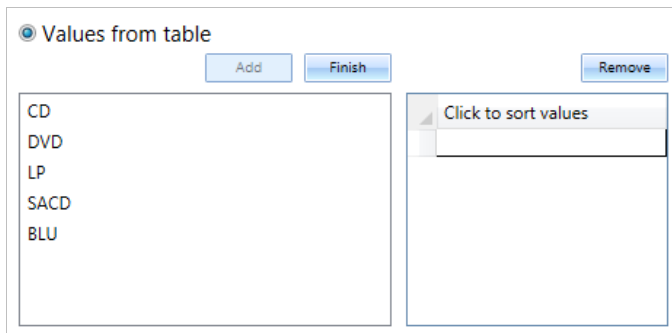 Values from table
Add Finish Remove
CD
DVD
LP
SACD
BLU
Click to sort values